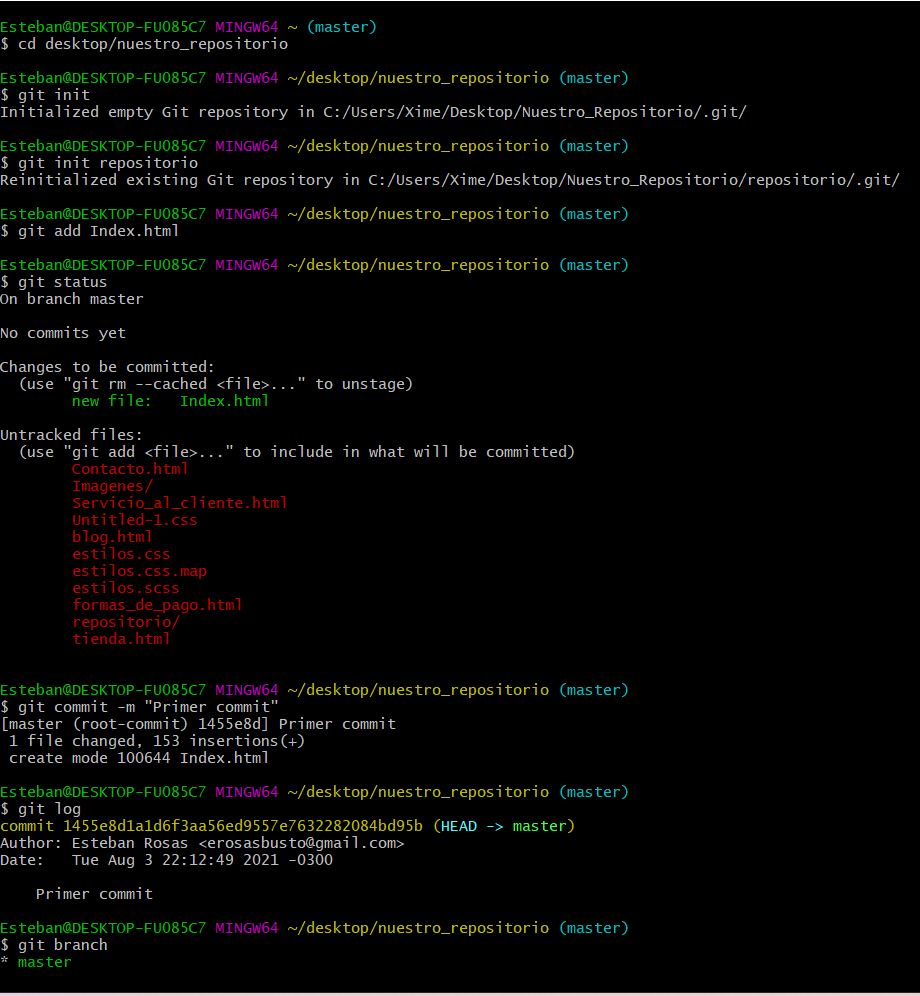 Esteban@DESKTOP-FUO85C7 MINGW64 ~ (master)
$ cd desktop/nuestro_repositorio
Esteban@DESKTOP-FUO85C7 MINGW64 ~/desktop/nuestro_repositorio (master)
$ git init
Initialized empty Git repository in C:/Users/Xime/Desktop/Nuestro_Repositorio/.git/
Esteban@DESKTOP-FUO85C7 MINGW64 ~/desktop/nuestro_repositorio (master)
$ git init repositorio
Reinitialized existing Git repository in C:/Users/Xime/Desktop/Nuestro_Repositorio/repositorio/.git/
Esteban@DESKTOP-FUO85C7 MINGW64 ~/desktop/nuestro_repositorio (master)
$ git add Index.html
Esteban@DESKTOP-FUO85C7 MINGW64 ~/desktop/nuestro_repositorio (master)
$ git status
On branch master
No commits yet
Changes to be committed:
  (use "git rm --cached <file>..." to unstage)
        new file:   Index.html
Untracked files:
  (use "git add <file>..." to include in what will be committed)
        Contacto.html
        Imagenes/
        Servicio_al_cliente.html
        Untitled-1.css
        blog.html
        estilos.css
        estilos.css.map
        estilos.scss
        formas_de_pago.html
        repositorio/
        tienda.html
Esteban@DESKTOP-FUO85C7 MINGW64 ~/desktop/nuestro_repositorio (master)
$ git commit -m "Primer commit"
[master (root-commit) 1455e8d] Primer commit
 1 file changed, 153 insertions(+)
 create mode 100644 Index.html
Esteban@DESKTOP-FUO85C7 MINGW64 ~/desktop/nuestro_repositorio (master)
$ git log
commit 1455e8d1a1d6f3aa56ed9557e7632282084bd95b (HEAD -> master)
Author: Esteban Rosas <erosasbusto@gmail.com>
Date:   Tue Aug 3 22:12:49 2021 -0300
    Primer commit
Esteban@DESKTOP-FUO85C7 MINGW64 ~/desktop/nuestro_repositorio (master)
$ git branch
* master